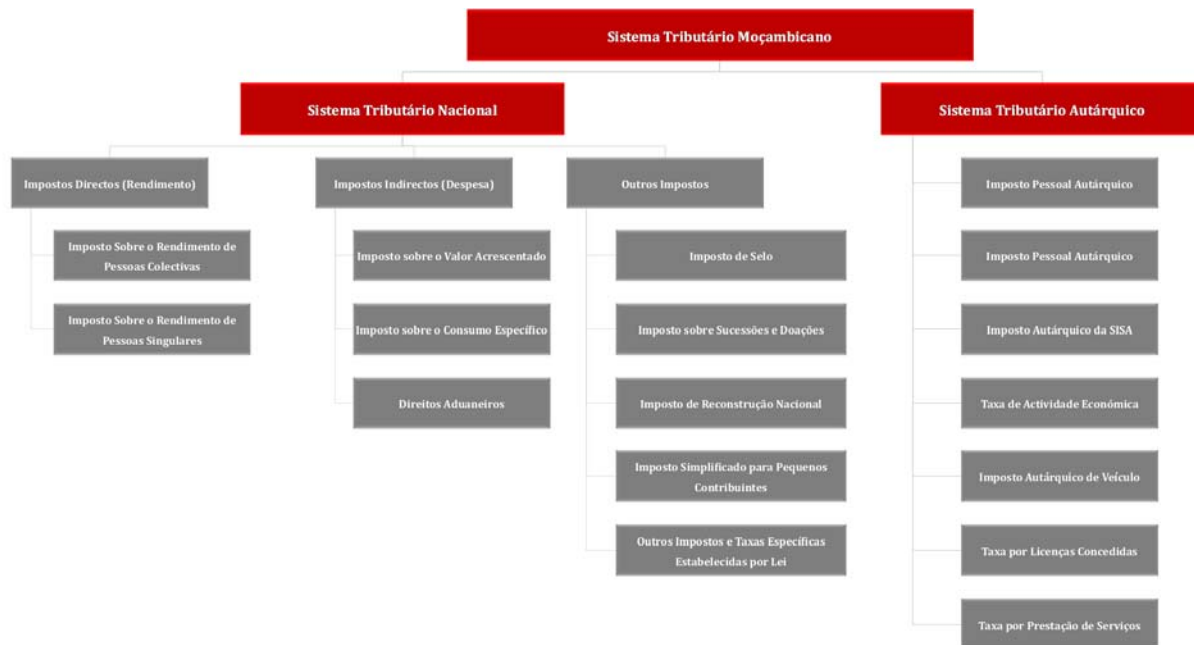 Sistema Tributário Moçambicano
Sistema Tributário Nacional
Sistema Tributário Autárquico
Impostos Directos (Rendimento)
Imposto Sobre o Rendimento de
Pessoas Colectivas
Imposto Sobre o Rendimento de
Pessoas Singulares
Impostos Indirectos (Despesa)
Imposto sobre o Valor Acrescentado
Imposto sobre o Consumo Específico
Direitos Aduaneiros
Outros Impostos
Imposto de Selo
Imposto sobre Sucessões e Doações
Imposto de Reconstrução Nacional
Imposto Simplificado para Pequenos
Contribuintes
Outros Impostos e Taxas Específicas
Estabelecidas por Lei
Imposto Pessoal Autárquico
Imposto Pessoal Autárquico
Imposto Autárquico da SISA
Taxa de Actividade Económica
Imposto Autárquico de Veículo
Taxa por Licenças Concedidas
Taxa por Prestação de Serviços